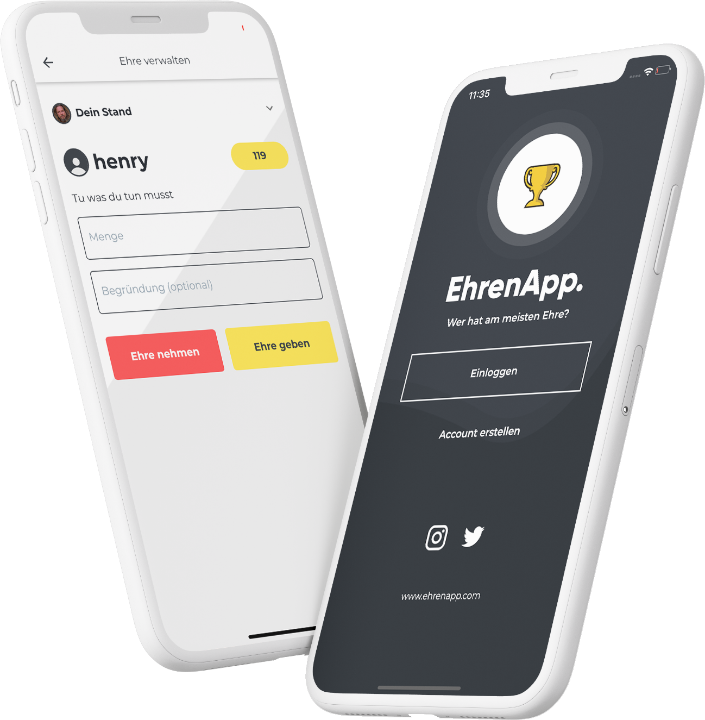 Ehre verwalten
Dein Stand
henry
119
Tu was du tun musst
Menge
Begründung (optional)
Ehre nehmen
Ehre geben
11:35
EhrenApp.
Wer hat am meisten Ehre?
Einloggen
Account erstellen
www.ehrenapp.com